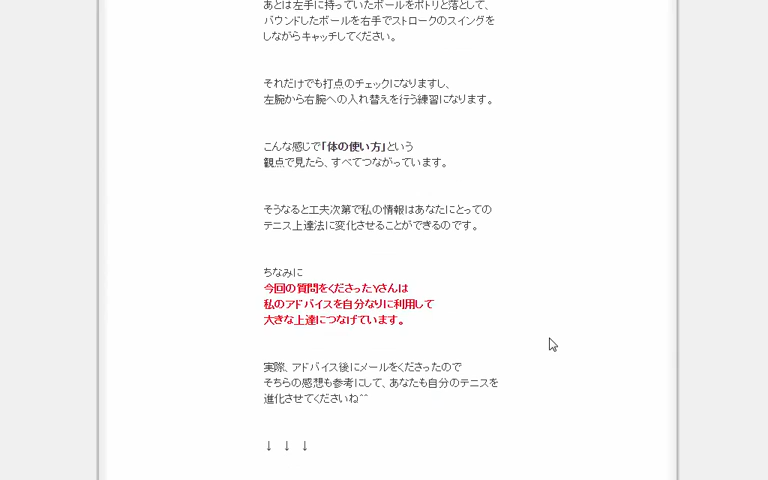 あとは左手に持っていたボールをポトリと落として、
バウンドしたボールを右手でストロークのスイングを
しながらキャッチしてください。
それだけでも打点のチェックになりますし、
左腕から右腕への入れ替えを行う練習になります。
こんな感じで「体の使い方」という
観点で見たら、すべてつながっています。
そうなると工夫次第で私の情報はあなたにとっての
テニス上達法に変化させることができるのです。
ちなみに
今回の質問をくださったYさんは
私のアドバイスを自分なりに利用して
大きな上達につなげています。
実際、アドバイス後にメールをくださったので
そちらの感想も参考にして、あなたも自分のテニスを
進化させてくださいね^^
↓ ↓ ↓